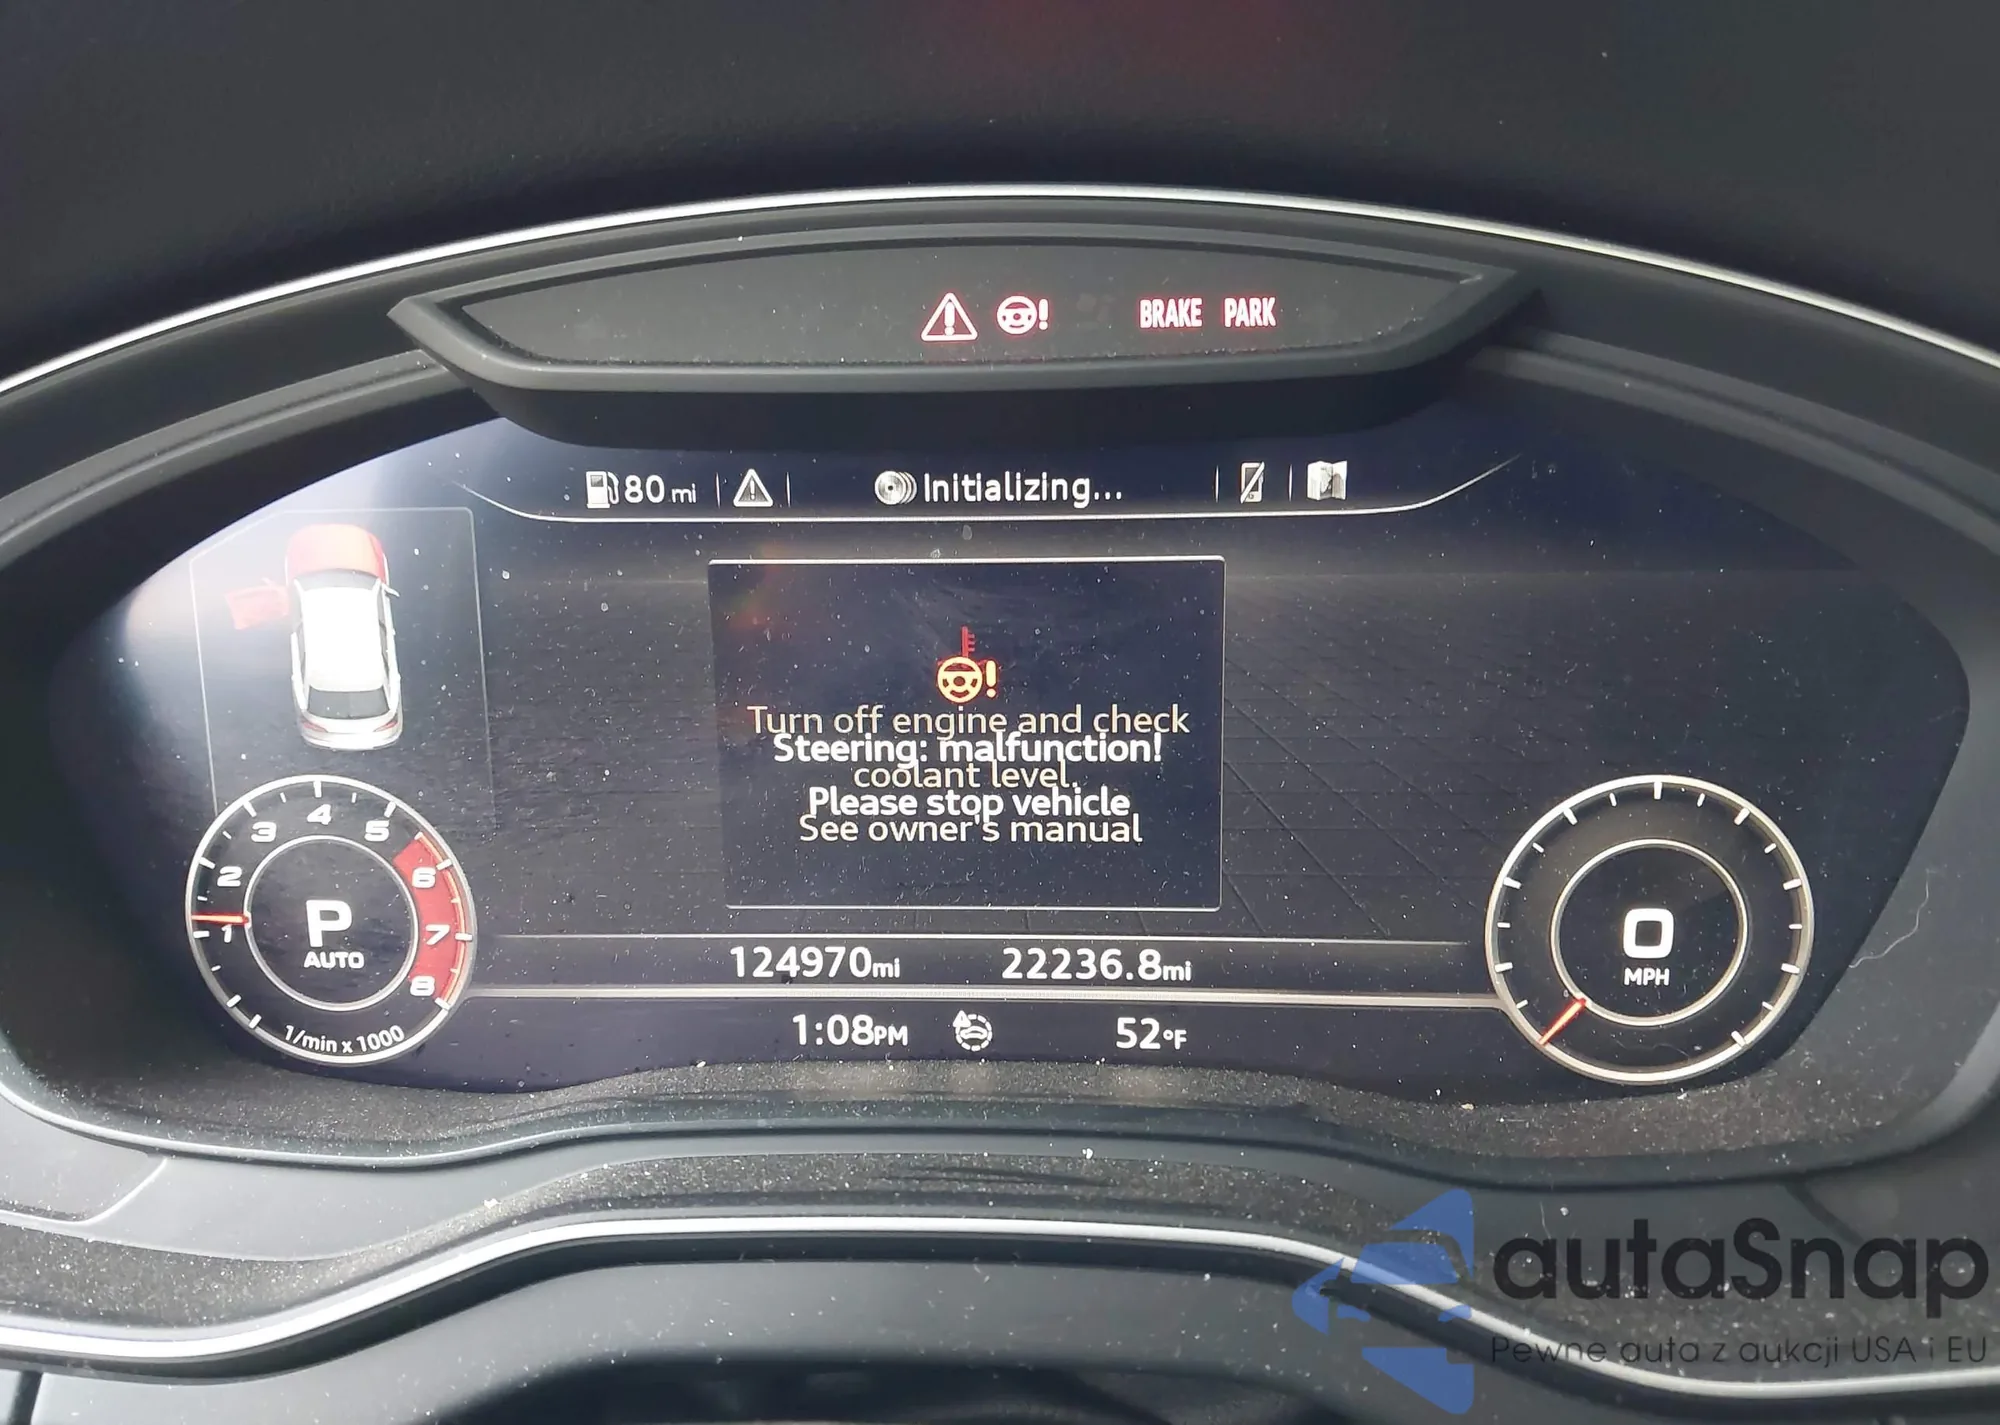 BRAKE PARK
80 mi
Initializing...
Turn off engine and check
Steering: malfunction!
coolant level.
Please stop vehicle
See owner's manual
1 2 3 4 5 6 7 8
P
AUTO
1/min x 1000
0
MPH
124970mi 22236.8mi
1:08PM 52°F
autaSnap
Pewne auta z aukcji USA i EU